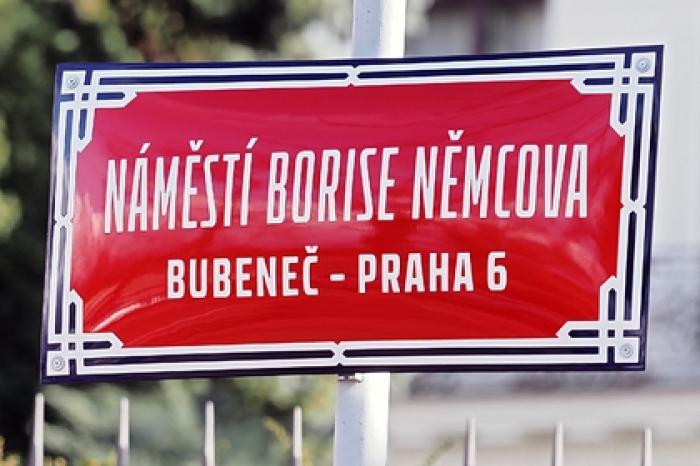 NÁMĚSTÍ BORISE NĚMCOVA
BUBENEČ - PRAHA 6